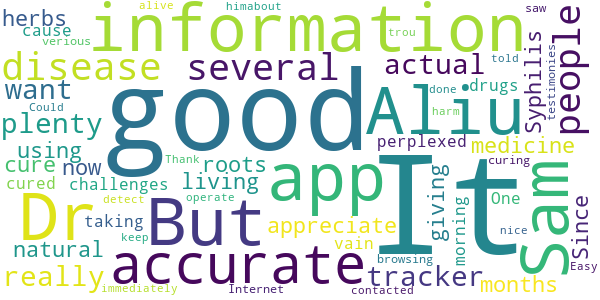 verious alive himabout saw
herbs information trou
cause
disease several actual people
want good Aliu Syphilis told testimonies
plenty done drugs harm
using It perplexed medicine
cure now roots app curing
cured challenges living giving Sam Since
Dr Thank But appreciate morning One
taking detect operate vain nice
natural keep accurate browsing
really tracker months Easy
immediately Internet contacted
Could